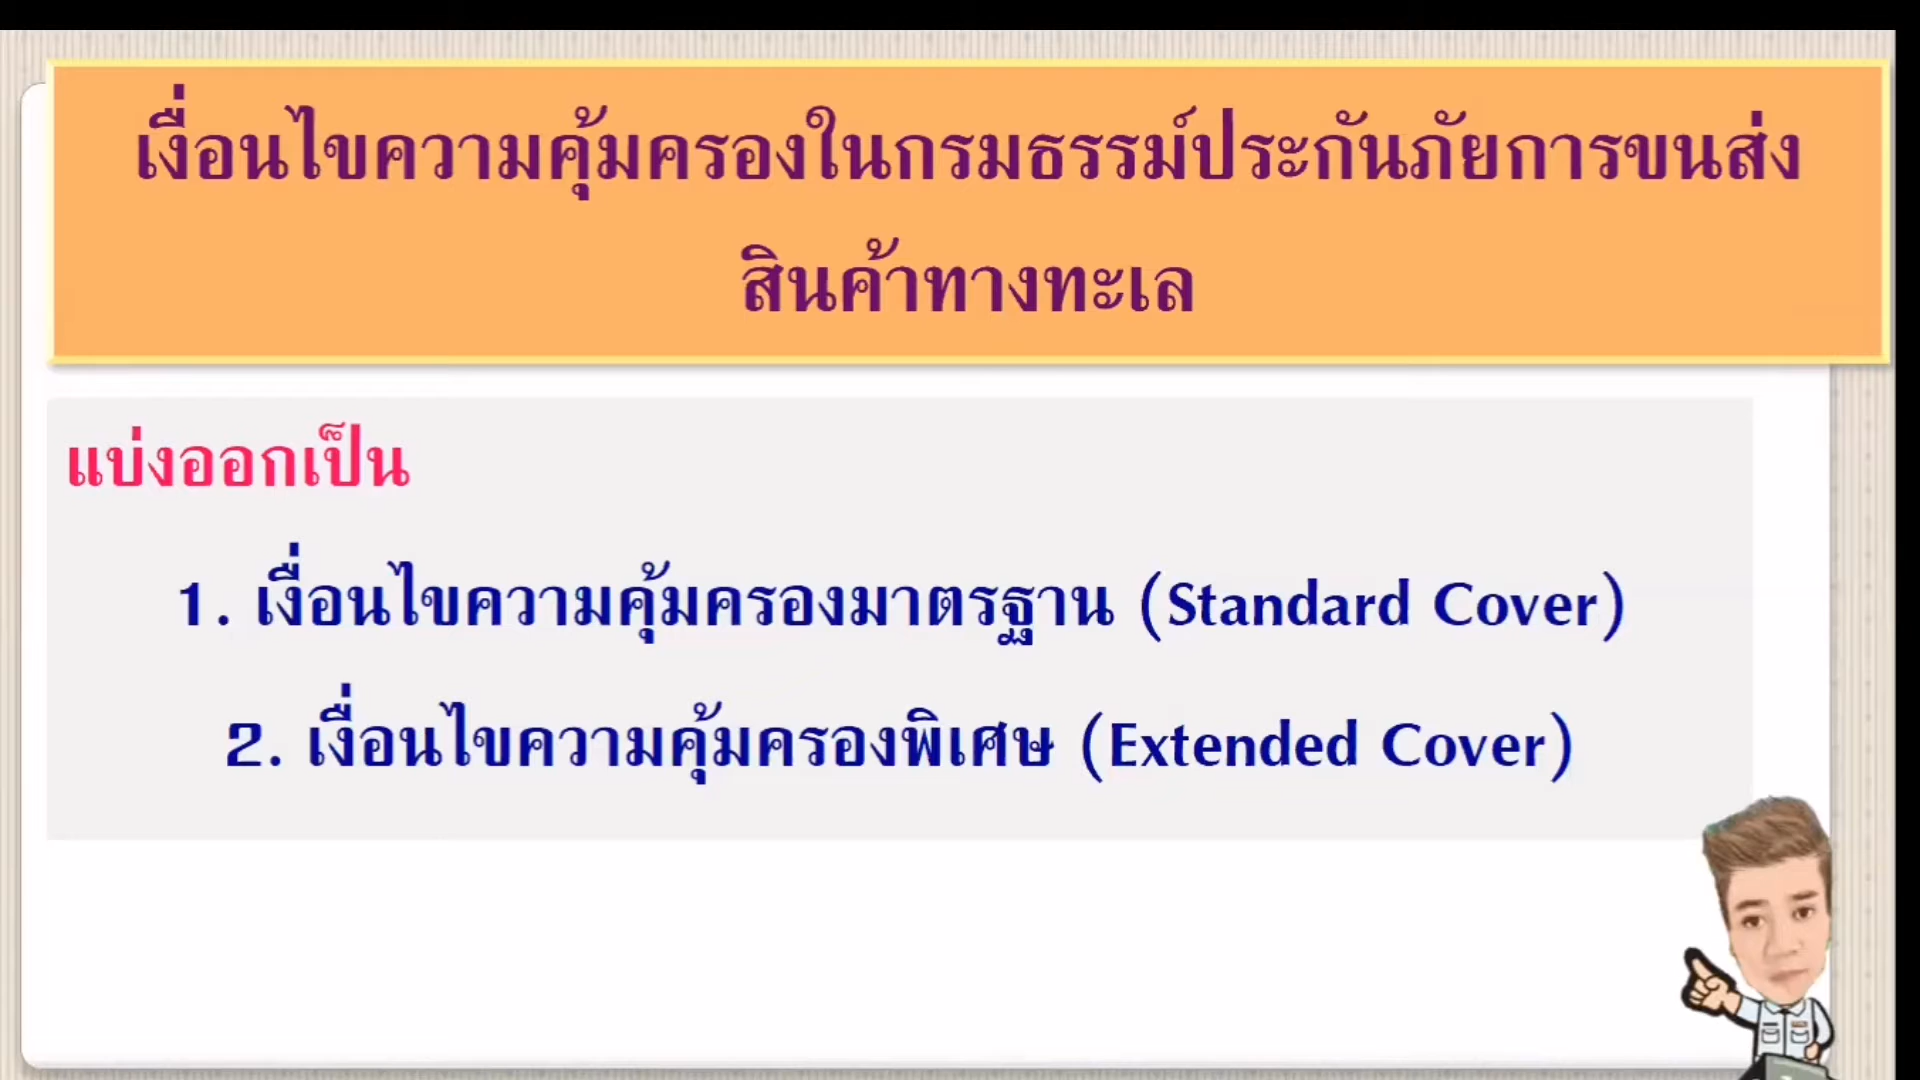 เงื่อนไขความคุ้มครองในกรมธรรม์ประกันภัยการขนส่ง
สินค้าทางทะเล
แบ่งออกเป็น
1. เงื่อนไขความคุ้มครองมาตรฐาน (Standard Cover)
2. เงื่อนไขความคุ้มครองพิเศษ (Extended Cover)